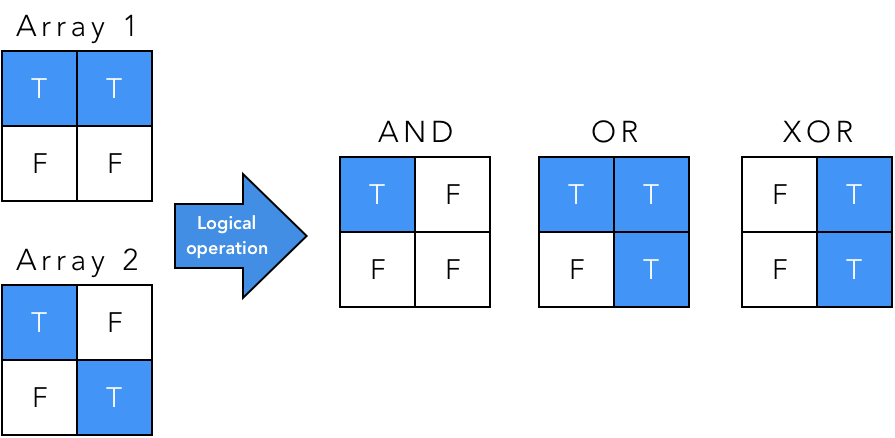 Array 1
T T
F F
Array 2
T F
F T
Logical
operation
AND
T F
F F
OR
T T
F T
XOR
F T
F T